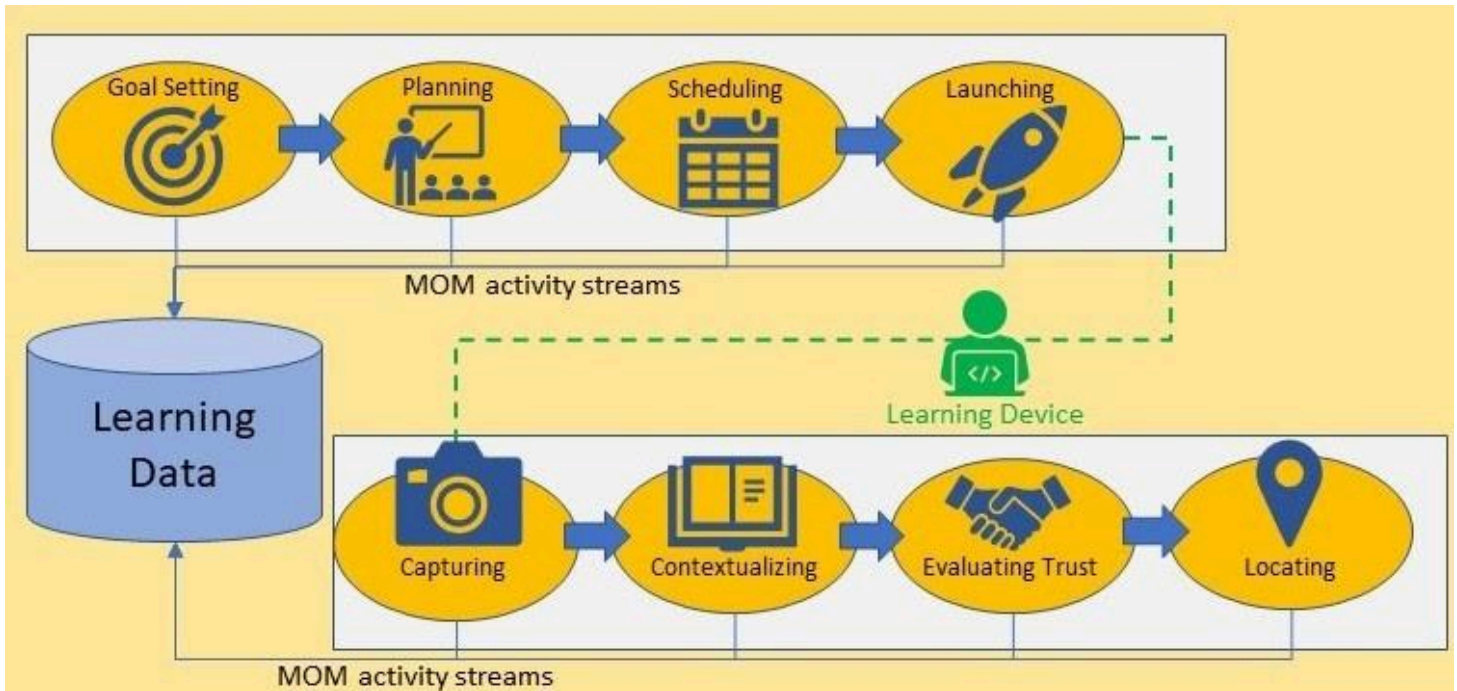 Goal Setting
Planning
Scheduling
Launching
MOM activity streams
</>
Learning Device
Learning
Data
Capturing
Contextualizing
Evaluating Trust
Locating
MOM activity streams